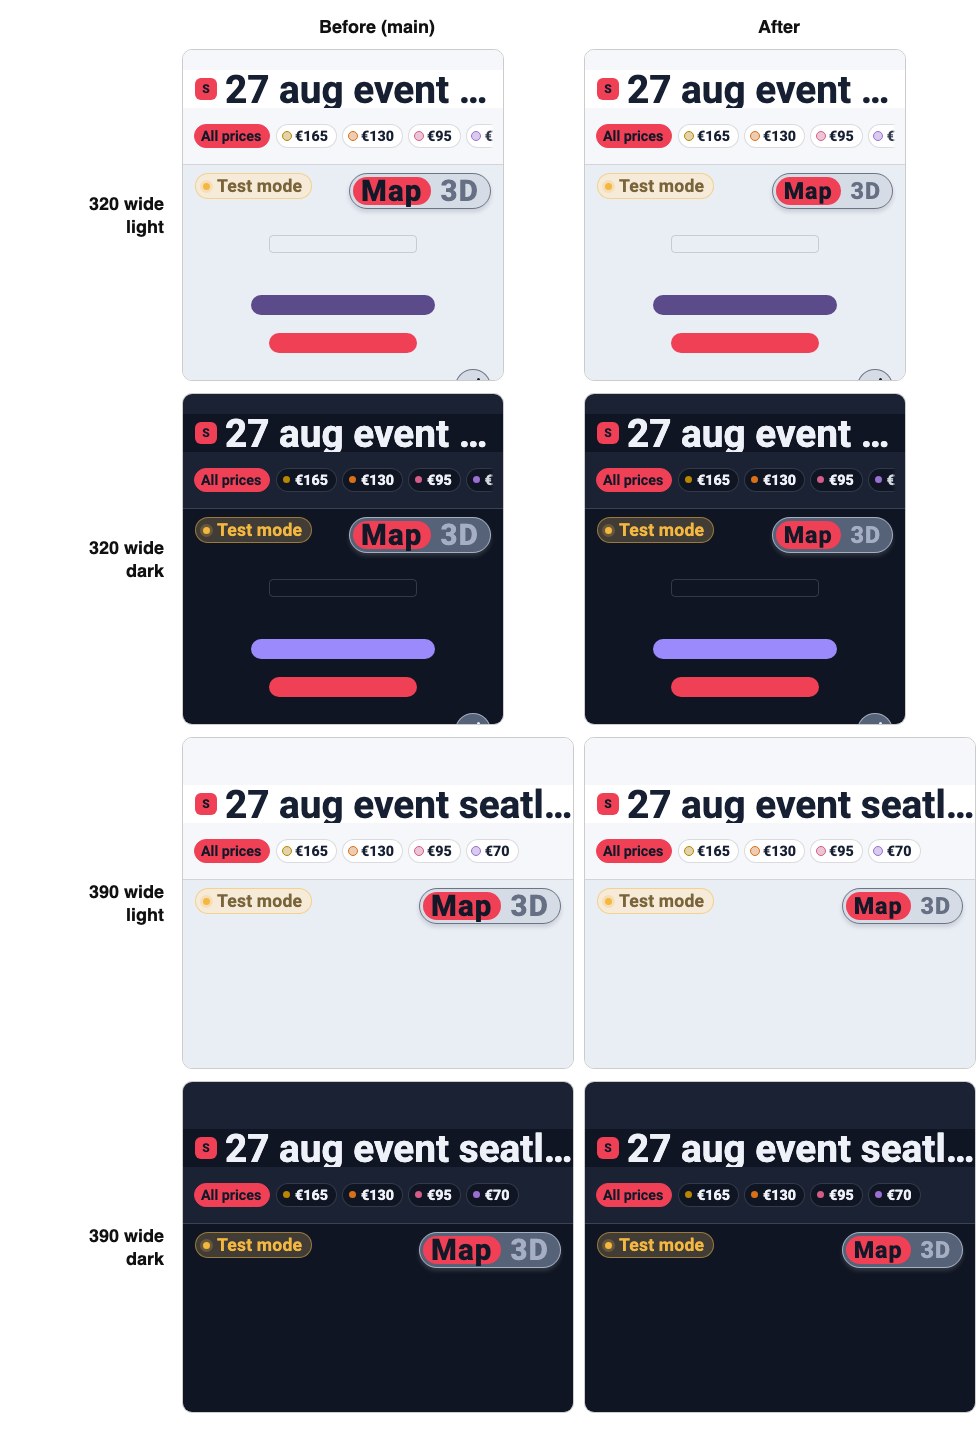 Before (main) After
320 wide
light
S 27 aug event ... S 27 aug event ...
All prices €165 €130 €95 € All prices €165 €130 €95 €
Test mode Map 3D Test mode Map 3D
320 wide
dark
S 27 aug event ... S 27 aug event ...
All prices €165 €130 €95 € All prices €165 €130 €95 €
Test mode Map 3D Test mode Map 3D
390 wide
light
S 27 aug event seatl... S 27 aug event seatl...
All prices €165 €130 €95 €70 All prices €165 €130 €95 €70
Test mode Map 3D Test mode Map 3D
390 wide
dark
S 27 aug event seatl... S 27 aug event seatl...
All prices €165 €130 €95 €70 All prices €165 €130 €95 €70
Test mode Map 3D Test mode Map 3D